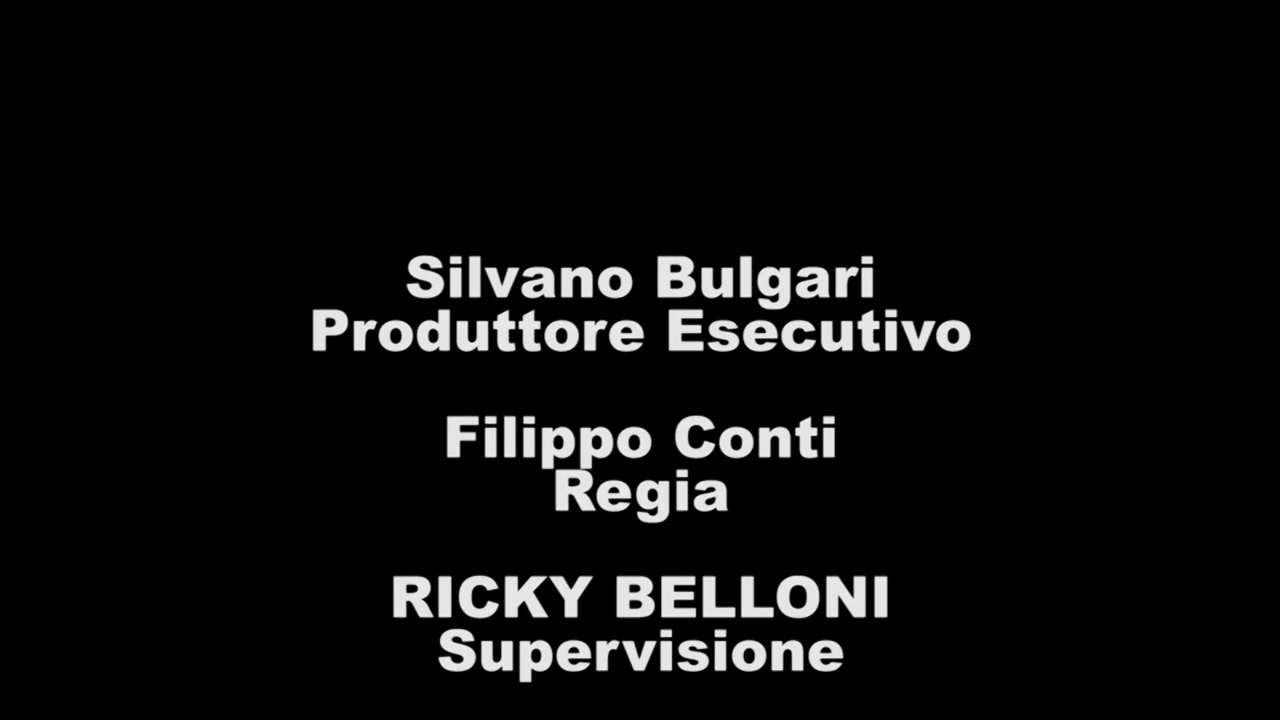 Silvano Bulgari
Produttore Esecutivo
Filippo Conti
Regia
RICKY BELLONI
Supervisione